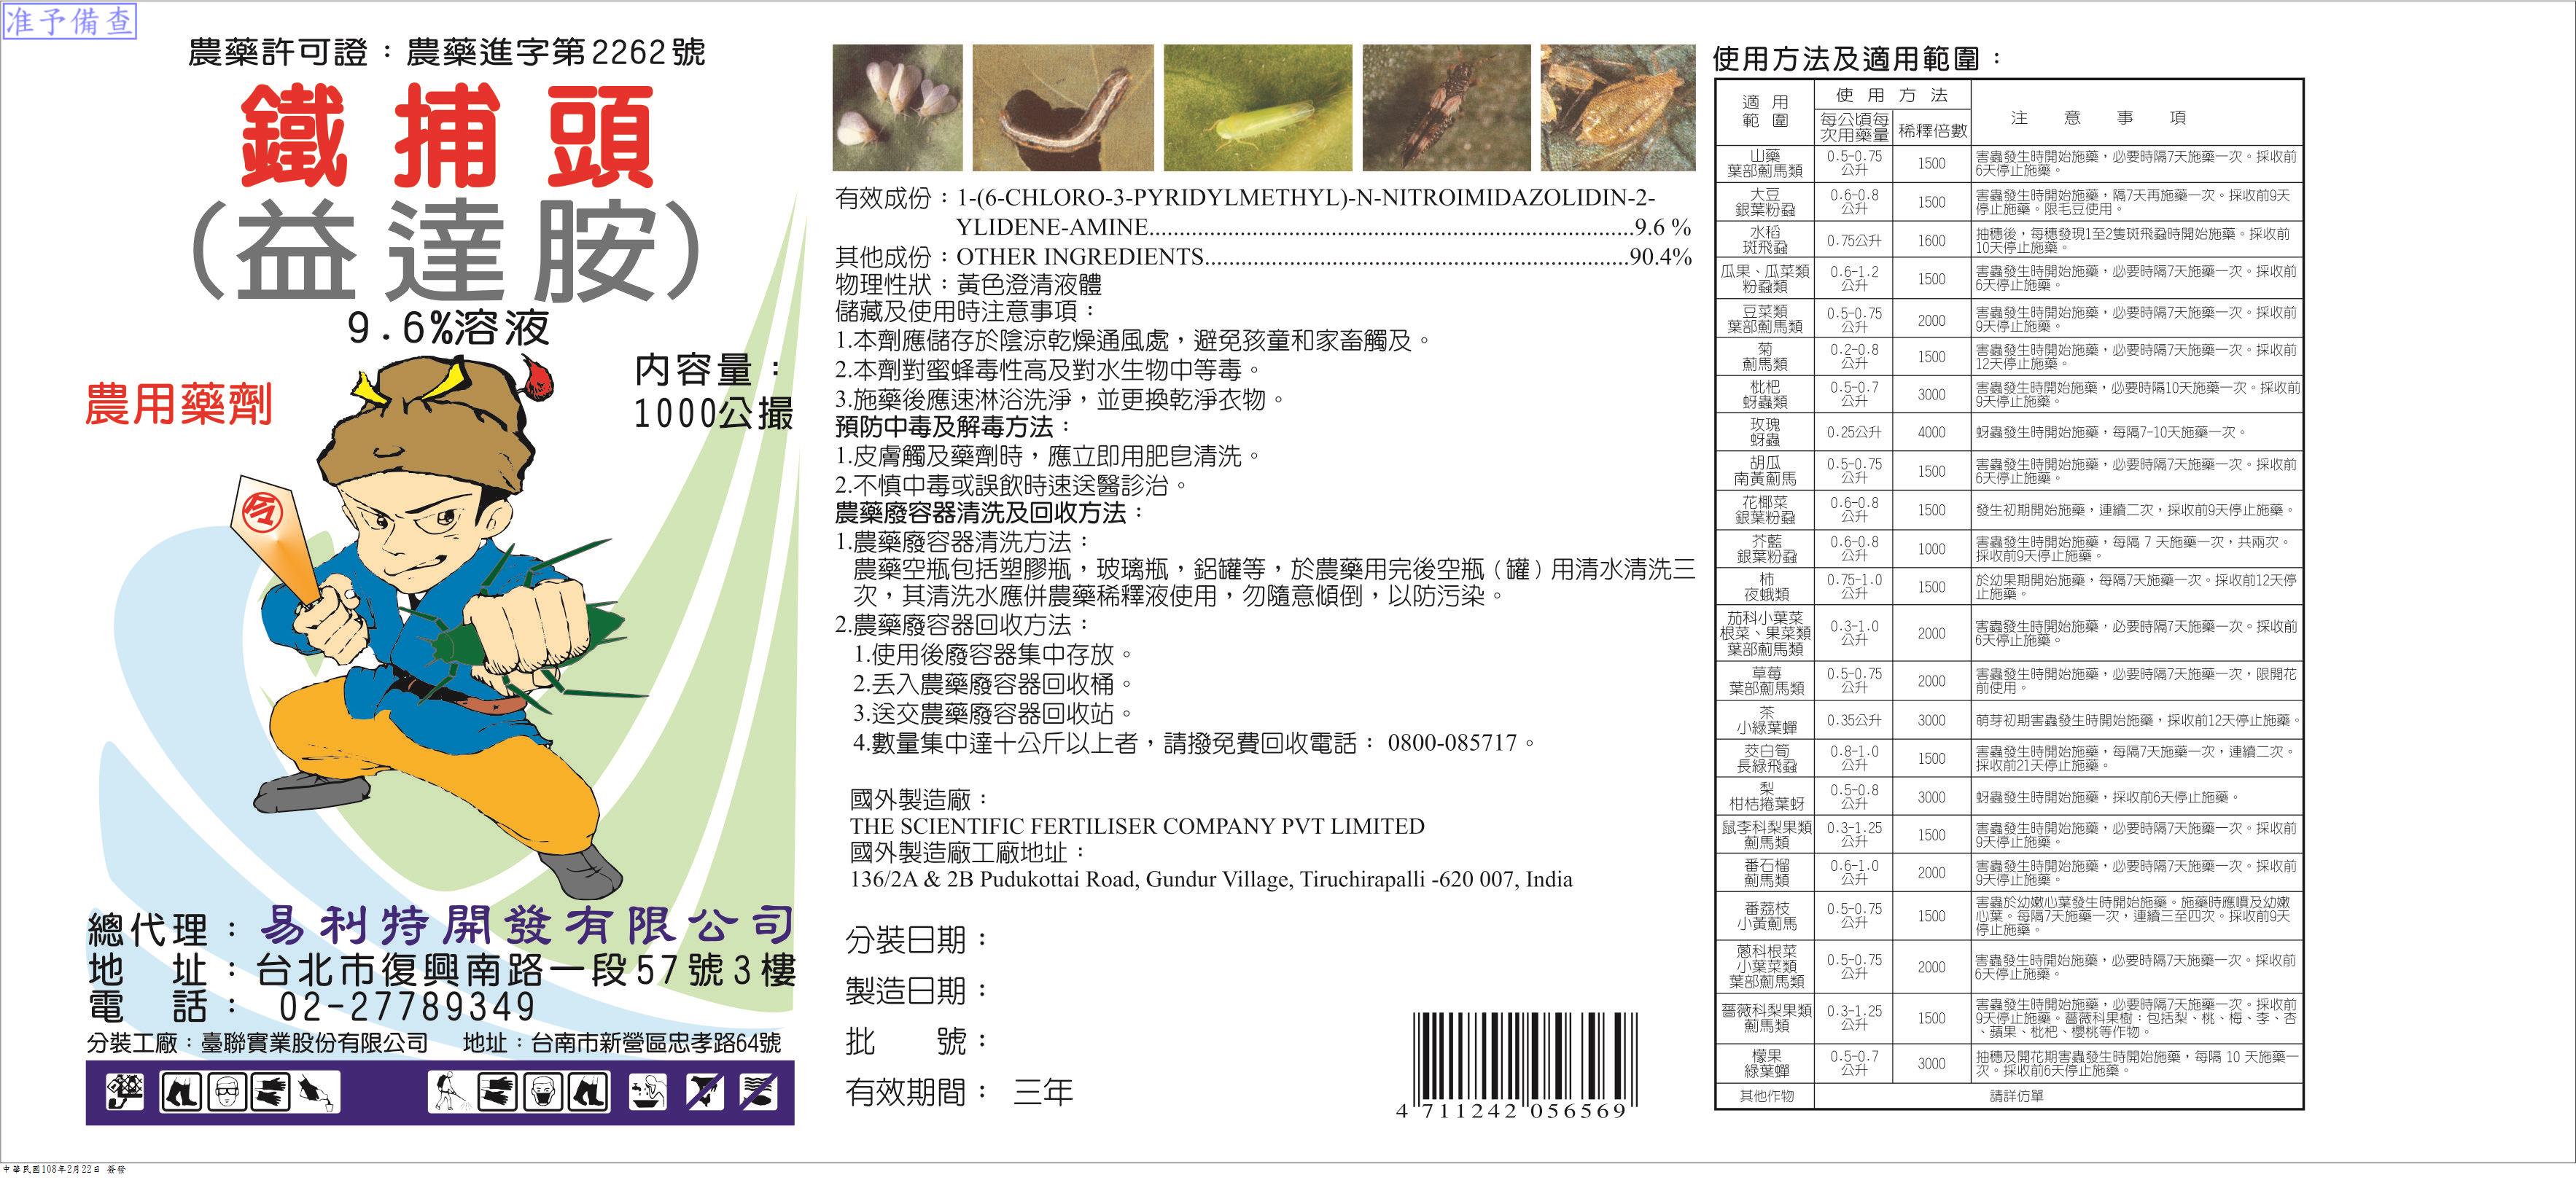 准予備查
農藥許可證：農藥進字第2262號
鐵捕頭
（益達胺）
9.6%溶液
內容量：
1000公撮
農用藥劑
令
總代理：易利特開發有限公司
地　址：台北市復興南路一段57號3樓
電　話：02-27789349
分裝工廠：臺聯實業股份有限公司　地址：台南市新營區忠孝路64號
有效成份：1-(6-CHLORO-3-PYRIDYLMETHYL)-N-NITROIMIDAZOLIDIN-2-
YLIDENE-AMINE................................................................................9.6 %
其他成份：OTHER INGREDIENTS......................................................................90.4%
物理性狀：黃色澄清液體
儲藏及使用時注意事項：
1.本劑應儲存於陰涼乾燥通風處，避免孩童和家畜觸及。
2.本劑對蜜蜂毒性高及對水生物中等毒。
3.施藥後應速淋浴洗淨，並更換乾淨衣物。
預防中毒及解毒方法：
1.皮膚觸及藥劑時，應立即用肥皂清洗。
2.不慎中毒或誤飲時速送醫診治。
農藥廢容器清洗及回收方法：
1.農藥廢容器清洗方法：
農藥空瓶包括塑膠瓶，玻璃瓶，鋁罐等，於農藥用完後空瓶（罐）用清水清洗三
次，其清洗水應併農藥稀釋液使用，勿隨意傾倒，以防污染。
2.農藥廢容器回收方法：
1.使用後廢容器集中存放。
2.丟入農藥廢容器回收桶。
3.送交農藥廢容器回收站。
4.數量集中達十公斤以上者，請撥免費回收電話： 0800-085717。
國外製造廠：
THE SCIENTIFIC FERTILISER COMPANY PVT LIMITED
國外製造廠工廠地址：
136/2A & 2B Pudukottai Road, Gundur Village, Tiruchirapalli -620 007, India
分裝日期：
製造日期：
批　號：
有效期間： 三年
4 711242 056569
使用方法及適用範圍：
適用範圍　使用方法　注意事項
每公頃每次用藥量　稀釋倍數
山藥 葉部薊馬類　0.5-0.75公升　1500　害蟲發生時開始施藥，必要時隔7天施藥一次。採收前6天停止施藥。
大豆 銀葉粉蝨　0.6-0.8公升　1500　害蟲發生時開始施藥，隔7天再施藥一次。採收前9天停止施藥。限毛豆使用。
水稻 斑飛蝨　0.75公升　1600　抽穗後，每穗發現1至2隻斑飛蝨時開始施藥。採收前10天停止施藥。
瓜果、瓜菜類 粉蝨類　0.6-1.2公升　1500　害蟲發生時開始施藥，必要時隔7天施藥一次。採收前6天停止施藥。
豆菜類 葉部薊馬類　0.5-0.75公升　2000　害蟲發生時開始施藥，必要時隔7天施藥一次。採收前9天停止施藥。
菊 薊馬類　0.2-0.8公升　1500　害蟲發生時開始施藥，必要時隔7天施藥一次。採收前12天停止施藥。
枇杷 蚜蟲類　0.5-0.7公升　3000　害蟲發生時開始施藥，必要時隔10天施藥一次。採收前9天停止施藥。
玫瑰 蚜蟲　0.25公升　4000　蚜蟲發生時開始施藥，每隔7-10天施藥一次。
胡瓜 南黃薊馬　0.5-0.75公升　1500　害蟲發生時開始施藥，必要時隔7天施藥一次。採收前6天停止施藥。
花椰菜 銀葉粉蝨　0.6-0.8公升　1500　發生初期開始施藥，連續二次，採收前9天停止施藥。
芥藍 銀葉粉蝨　0.6-0.8公升　1000　害蟲發生時開始施藥，每隔 7 天施藥一次，共兩次。採收前9天停止施藥。
柿 夜蛾類　0.75-1.0公升　1500　於幼果期開始施藥，每隔7天施藥一次。採收前12天停止施藥。
茄科小葉菜根菜、果菜類 葉部薊馬類　0.3-1.0公升　2000　害蟲發生時開始施藥，必要時隔7天施藥一次。採收前6天停止施藥。
草莓 葉部薊馬類　0.5-0.75公升　2000　害蟲發生時開始施藥，必要時隔7天施藥一次，限開花前使用。
茶 小綠葉蟬　0.35公升　3000　萌芽初期害蟲發生時開始施藥，採收前12天停止施藥。
茭白筍 長綠飛蝨　0.8-1.0公升　1500　害蟲發生時開始施藥，每隔7天施藥一次，連續二次。採收前21天停止施藥。
梨 柑桔捲葉蚜　0.5-0.8公升　3000　蚜蟲發生時開始施藥，採收前6天停止施藥。
鼠李科梨果類 薊馬類　0.3-1.25公升　1500　害蟲發生時開始施藥，必要時隔7天施藥一次。採收前9天停止施藥。
番石榴 薊馬類　0.6-1.0公升　2000　害蟲發生時開始施藥，必要時隔7天施藥一次。採收前9天停止施藥。
番荔枝 小黃薊馬　0.5-0.75公升　1500　害蟲於幼嫩心葉發生時開始施藥。施藥時應噴及幼嫩心葉。每隔7天施藥一次，連續三至四次。採收前9天停止施藥。
蔥科根菜 小葉菜類 葉部薊馬類　0.5-0.75公升　2000　害蟲發生時開始施藥，必要時隔7天施藥一次。採收前6天停止施藥。
薔薇科梨果類 薊馬類　0.3-1.25公升　1500　害蟲發生時開始施藥，必要時隔7天施藥一次。採收前9天停止施藥。薔薇科果樹：包括梨、桃、梅、李、杏、蘋果、枇杷、櫻桃等作物。
檬果 綠葉蟬　0.5-0.7公升　3000　抽穗及開花期害蟲發生時開始施藥，每隔 10 天施藥一次。採收前6天停止施藥。
其他作物　請詳仿單
中華民國108年2月22日 簽發